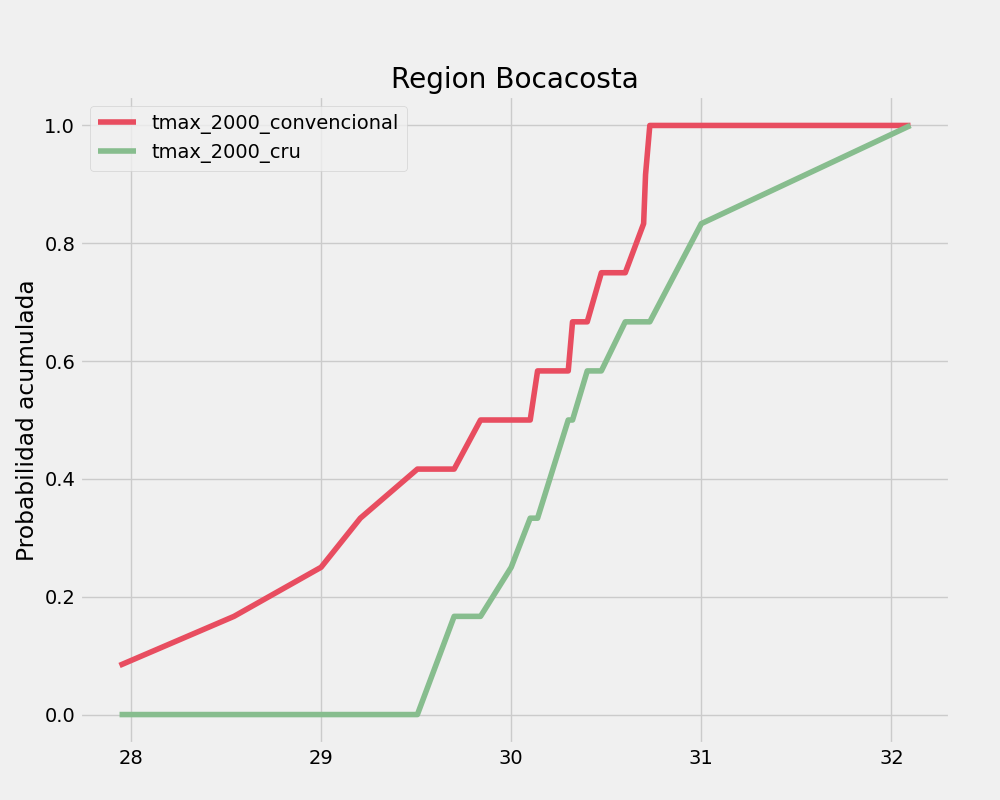 Region Bocacosta
tmax_2000_convencional
tmax_2000_cru
Probabilidad acumulada
1.0
0.8
0.6
0.4
0.2
0.0
28 29 30 31 32